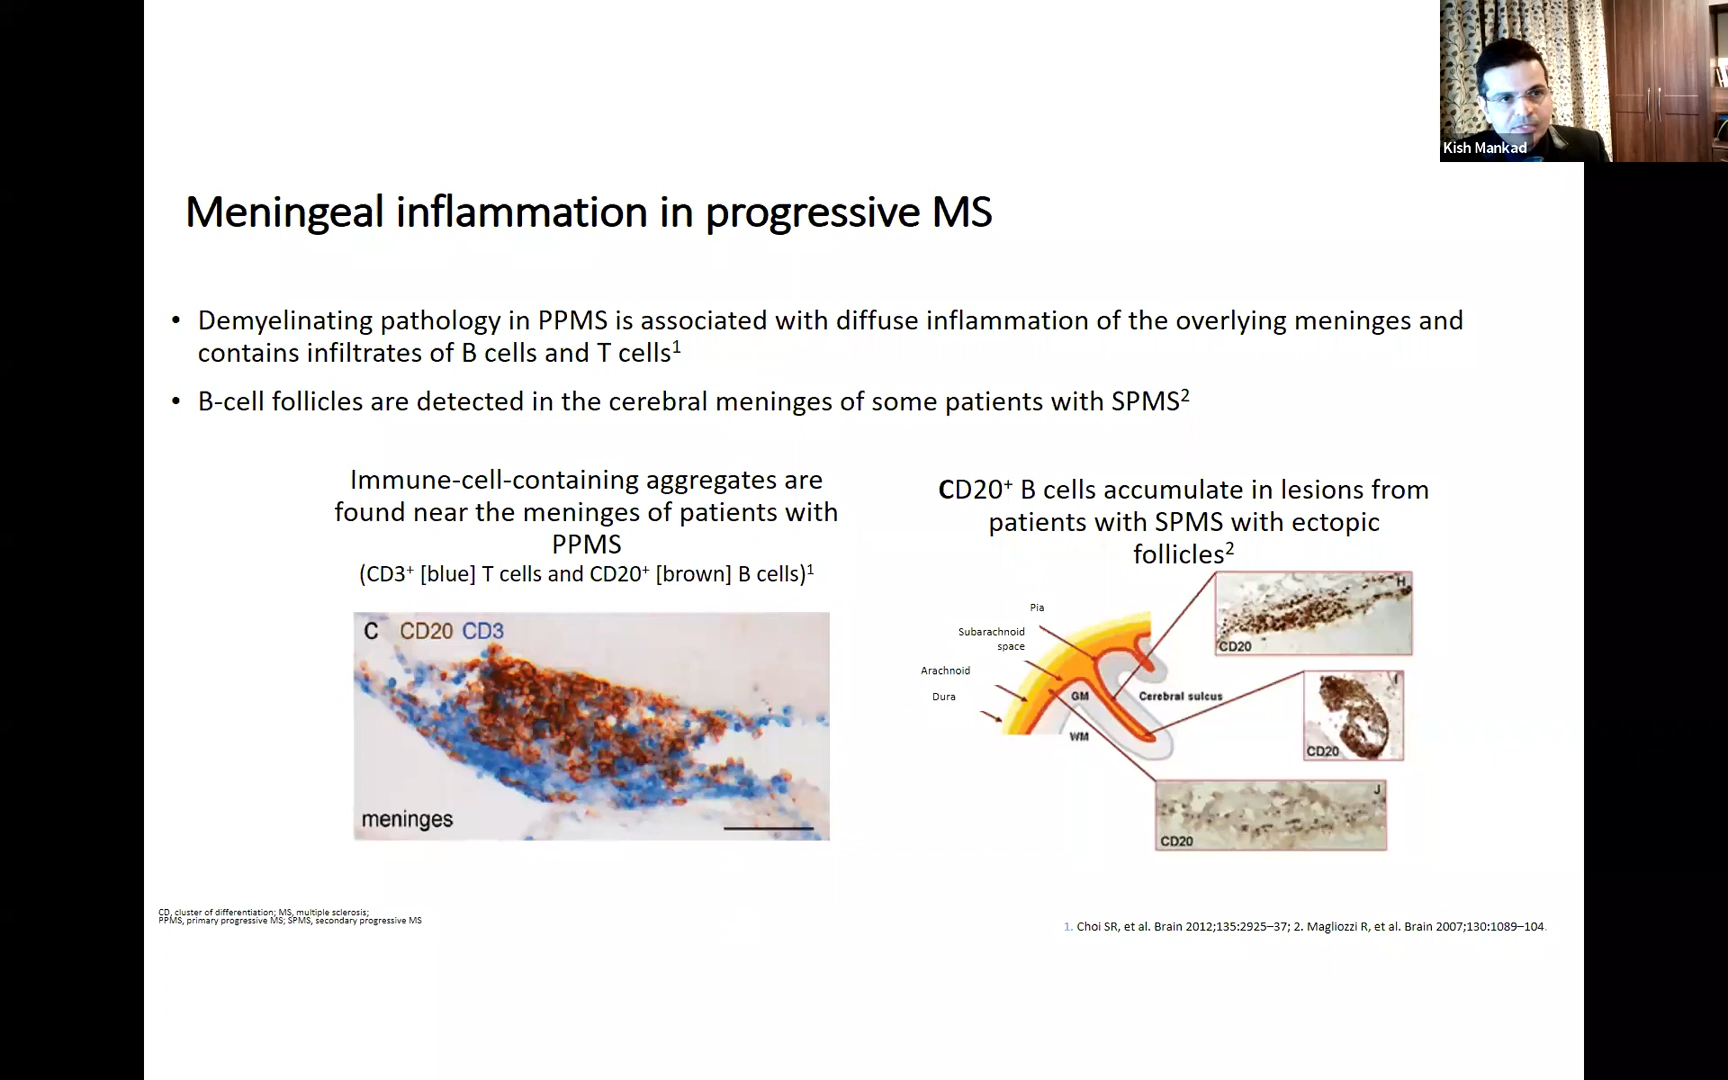 Kish Mankad
Meningeal inflammation in progressive MS
• Demyelinating pathology in PPMS is associated with diffuse inflammation of the overlying meninges and
contains infiltrates of B cells and T cells1
• B-cell follicles are detected in the cerebral meninges of some patients with SPMS2
Immune-cell-containing aggregates are
found near the meninges of patients with
PPMS
(CD3+ [blue] T cells and CD20+ [brown] B cells)1
C CD20 CD3
meninges
CD20+ B cells accumulate in lesions from
patients with SPMS with ectopic
follicles2
Pia
Subarachnoid
space
Arachnoid
Dura
GM
WM
Cerebral sulcus
H
CD20
I
CD20
J
CD20
CD, cluster of differentiation; MS, multiple sclerosis;
PPMS, primary progressive MS; SPMS, secondary progressive MS
1. Choi SR, et al. Brain 2012;135:2925–37; 2. Magliozzi R, et al. Brain 2007;130:1089–104.